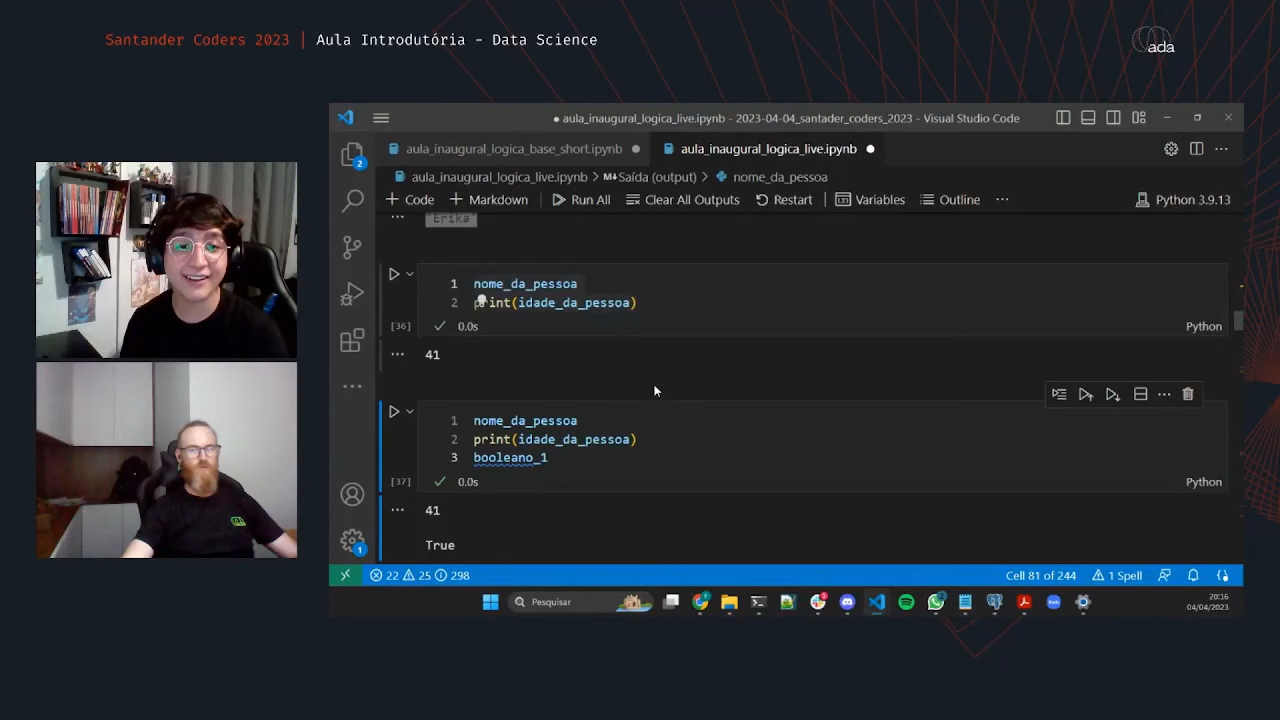 Santander Coders 2023 | Aula Introdutória - Data Science
ada
● aula_inaugural_logica_live.ipynb - 2023-04-04_santader_coders_2023 - Visual Studio Code
aula_inaugural_logica_base_short.ipynb ●
aula_inaugural_logica_live.ipynb ●
aula_inaugural_logica_live.ipynb > M↓Saída (output) > nome_da_pessoa
+ Code + Markdown Run All Clear All Outputs Restart Variables Outline ··· Python 3.9.13
2
··· Erika
1 nome_da_pessoa
2 print(idade_da_pessoa)
[36] ✓ 0.0s Python
··· 41
1 nome_da_pessoa
2 print(idade_da_pessoa)
3 booleano_1
[37] ✓ 0.0s Python
··· 41
True
1
22 25 298 Cell 81 of 244 1 Spell
Pesquisar
20:16
04/04/2023